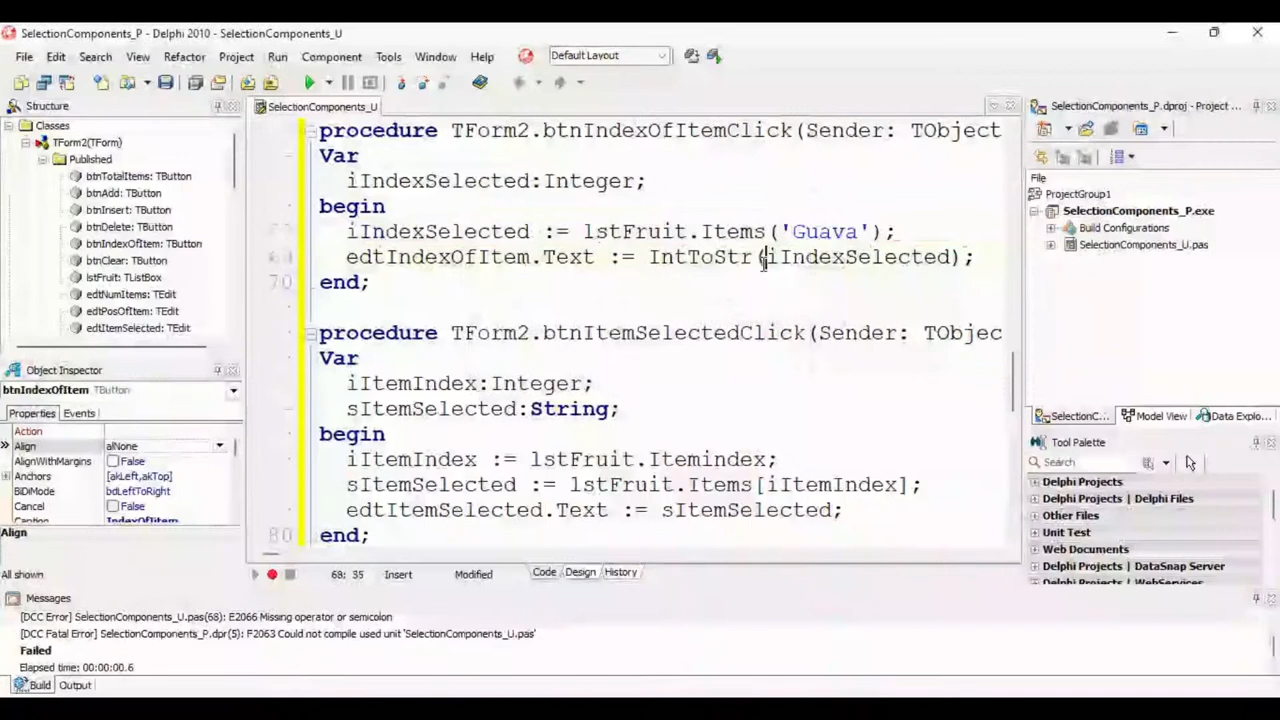 SelectionComponents_P - Delphi 2010 - SelectionComponents_U
File Edit Search View Refactor Project Run Component Tools Window Help Default Layout
Structure
Classes
TForm2(TForm)
Published
btnTotalItems: TButton
btnAdd: TButton
btnInsert: TButton
btnDelete: TButton
btnIndexOfItem: TButton
btnClear: TButton
lstFruit: TListBox
edtNumItems: TEdit
edtPosOfItem: TEdit
edtItemSelected: TEdit
Object Inspector
btnIndexOfItem TButton
Properties Events
Action
Align alNone
AlignWithMargins False
Anchors [akLeft,akTop]
BiDiMode bdLeftToRight
Cancel False
Caption IndexOfItem
Align
All shown
SelectionComponents_U
procedure TForm2.btnIndexOfItemClick(Sender: TObject
Var
iIndexSelected:Integer;
begin
iIndexSelected := lstFruit.Items('Guava');
edtIndexOfItem.Text := IntToStr(iIndexSelected);
70 end;
procedure TForm2.btnItemSelectedClick(Sender: TObjec
Var
iItemIndex:Integer;
sItemSelected:String;
begin
iItemIndex := lstFruit.Itemindex;
sItemSelected := lstFruit.Items[iItemIndex];
edtItemSelected.Text := sItemSelected;
80 end;
68: 35 Insert Modified Code Design History
SelectionComponents_P.dproj - Project ...
File
ProjectGroup1
SelectionComponents_P.exe
Build Configurations
SelectionComponents_U.pas
SelectionC... Model View Data Explo...
Tool Palette
Search
Delphi Projects
Delphi Projects | Delphi Files
Other Files
Unit Test
Web Documents
Delphi Projects | DataSnap Server
Delphi Projects | WebServices
Messages
[DCC Error] SelectionComponents_U.pas(68): E2066 Missing operator or semicolon
[DCC Fatal Error] SelectionComponents_P.dpr(5): F2063 Could not compile used unit 'SelectionComponents_U.pas'
Failed
Elapsed time: 00:00:00.6
Build Output